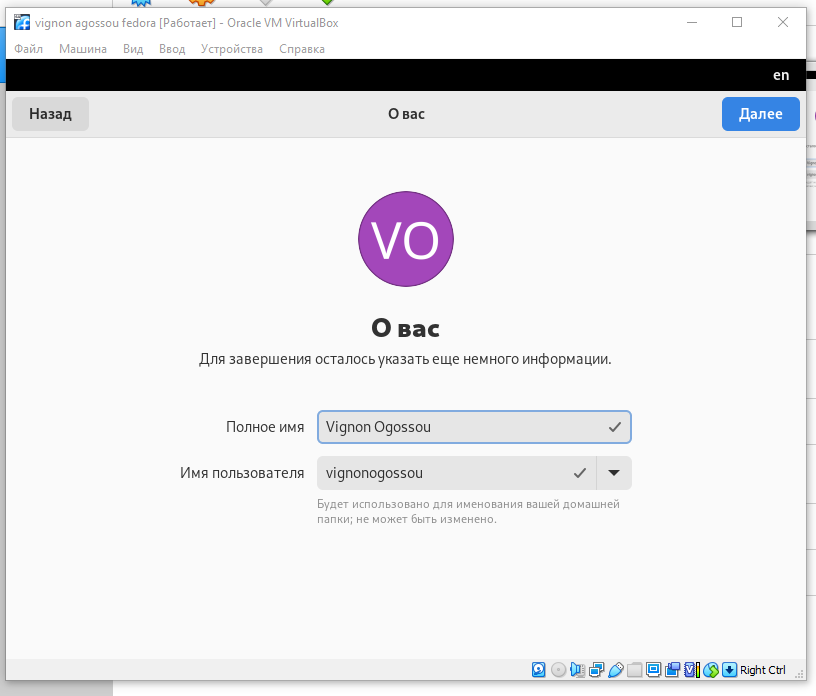 vignon agossou fedora [Работает] - Oracle VM VirtualBox
Файл Машина Вид Ввод Устройства Справка
en
Назад О вас Далее
VO
О вас
Для завершения осталось указать еще немного информации.
Полное имя Vignon Ogossou
Имя пользователя vignonogossou
Будет использовано для именования вашей домашней
папки; не может быть изменено.
Right Ctrl